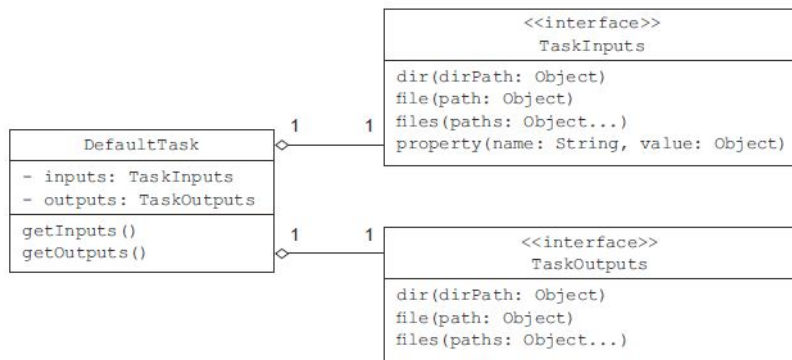 <<interface>>
TaskInputs
dir(dirPath: Object)
file(path: Object)
files(paths: Object...)
property(name: String, value: Object)
1
1
DefaultTask
- inputs: TaskInputs
- outputs: TaskOutputs
getInputs()
getOutputs()
1
1
<<interface>>
TaskOutputs
dir(dirPath: Object)
file(path: Object)
files(paths: Object...)